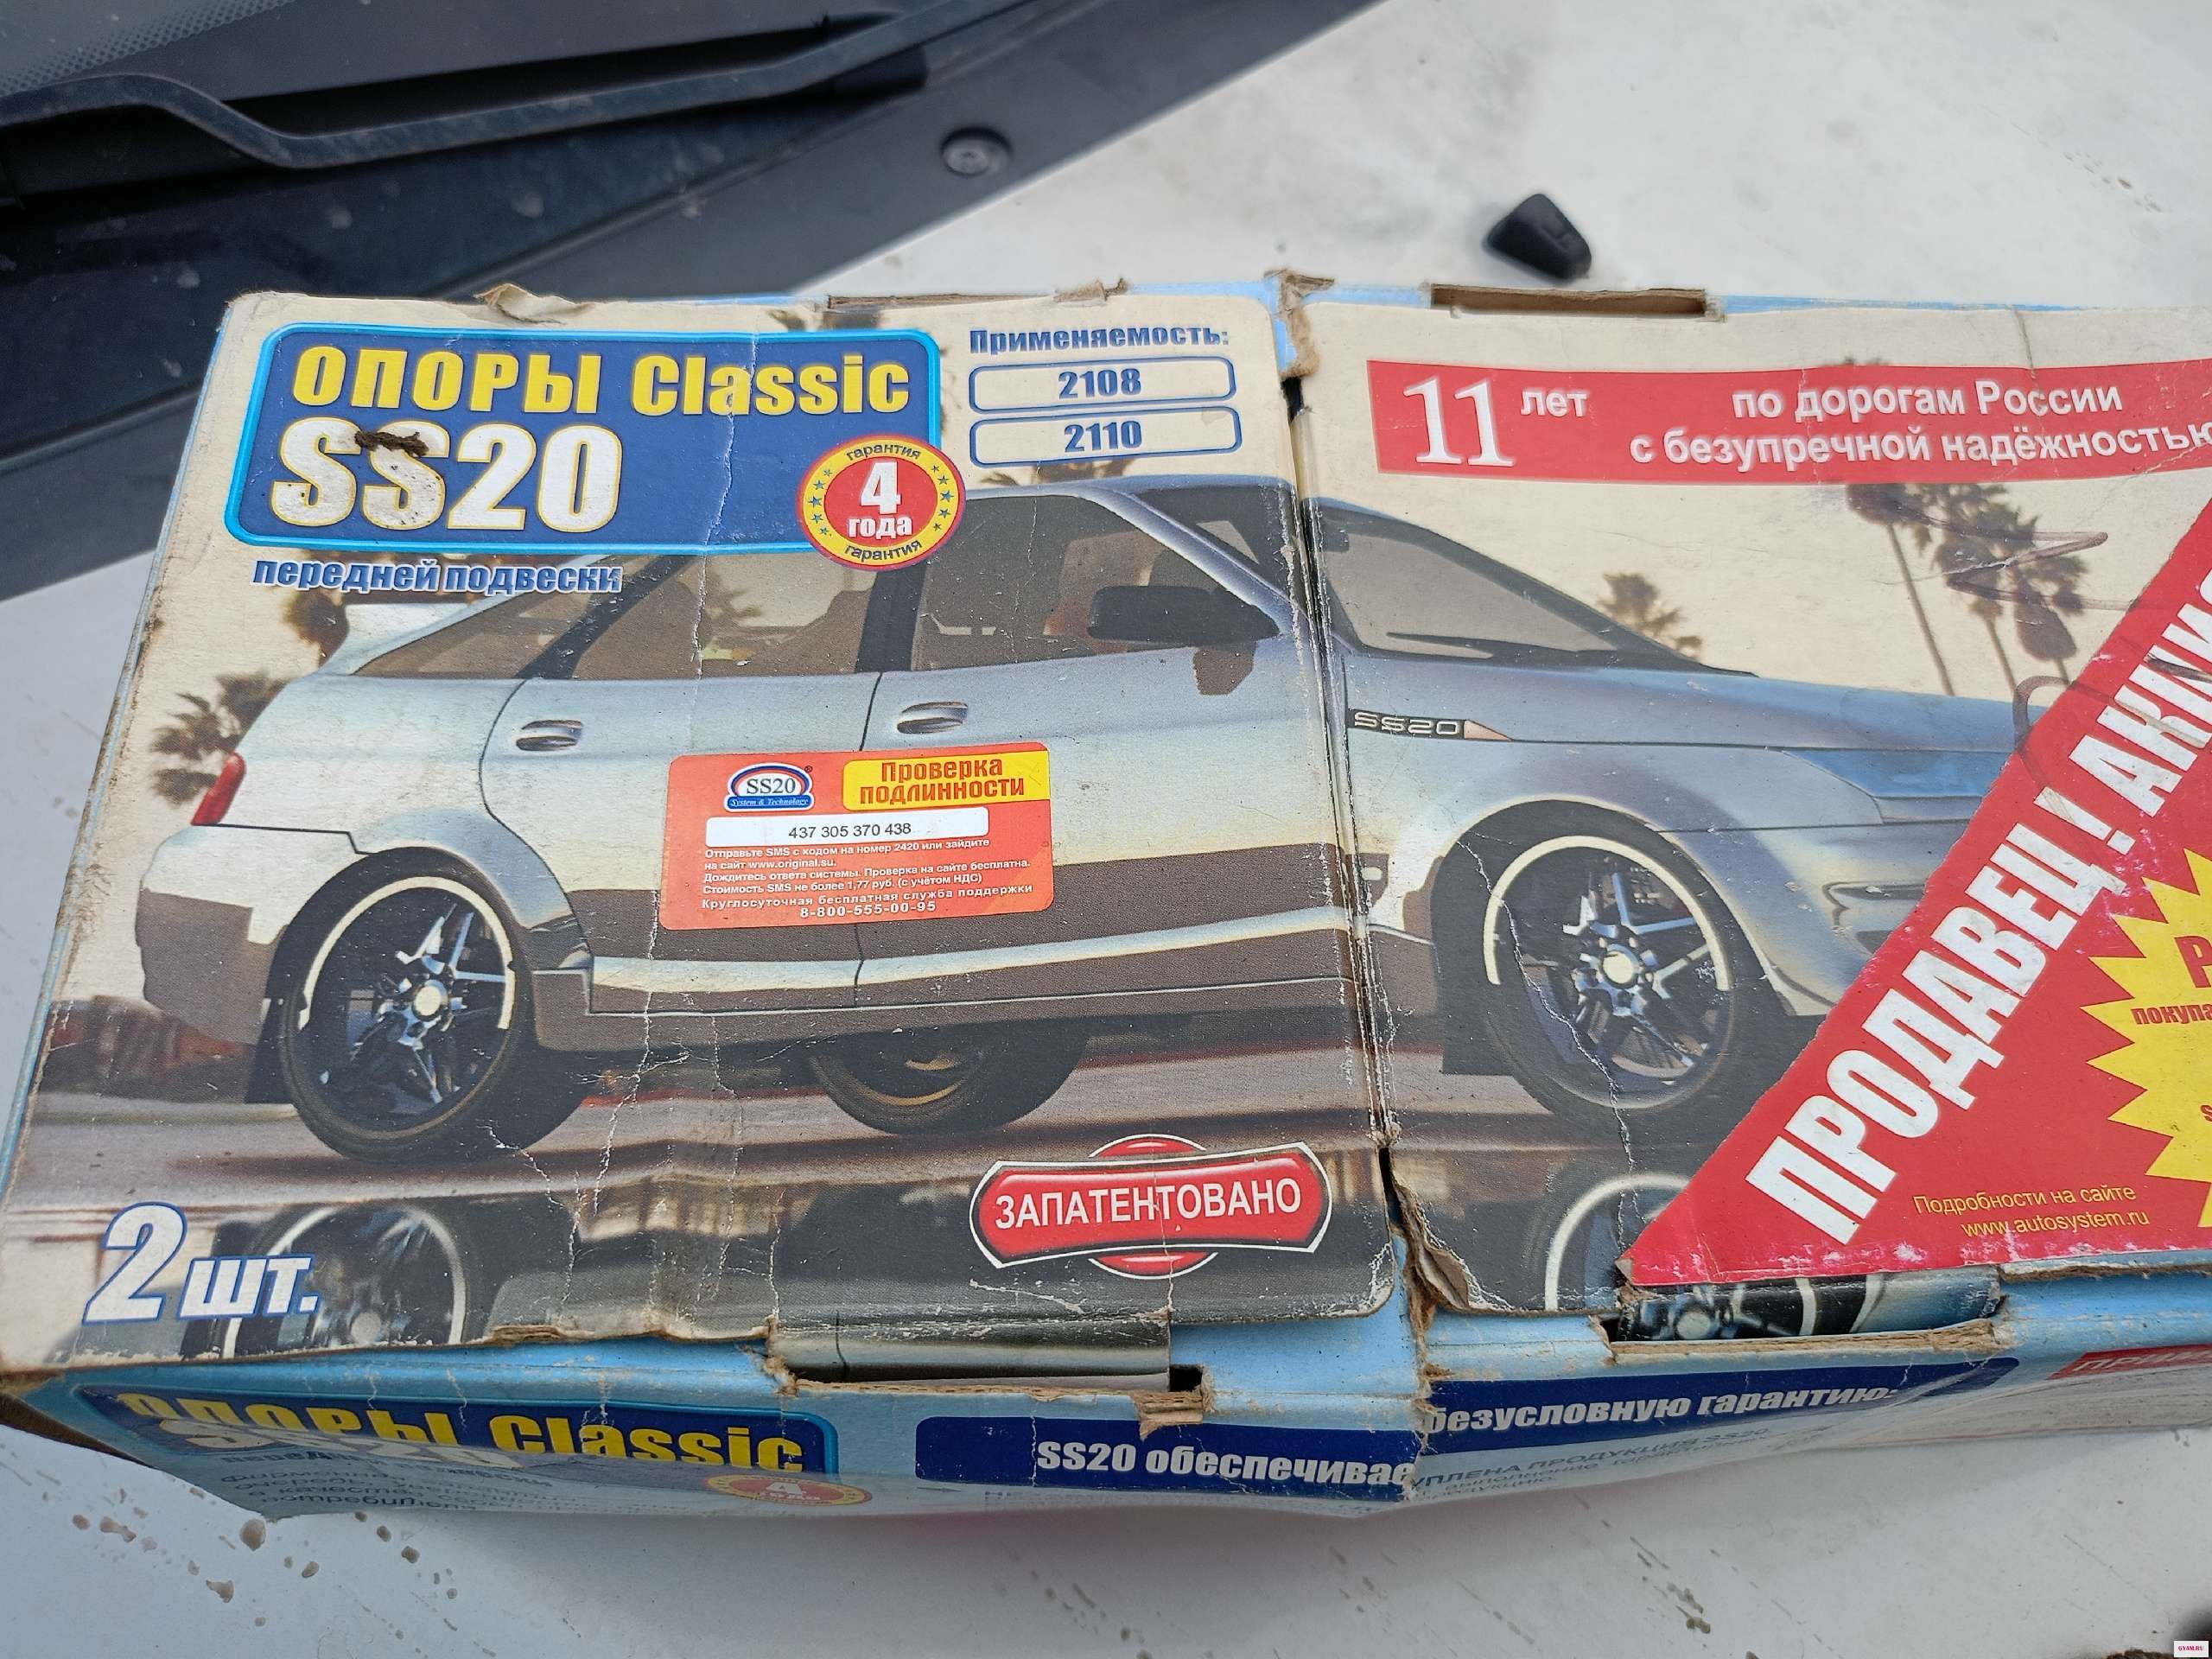 ОПОРЫ Classic
SS20
гарантия
4
года
гарантия
передней подвески
Применяемость:
2108
2110
11 лет
по дорогам России
с безупречной надёжностью
SS20
SS20
System & Technology
Проверка
подлинности
437 305 370 438
Отправьте SMS с кодом на номер 2420 или зайдите
на сайт www.original.su.
Дождитесь ответа системы. Проверка на сайте бесплатна.
Стоимость SMS не более 1,77 руб. (с учётом НДС)
Круглосуточная бесплатная служба поддержки
8-800-555-00-95
ПРОДАВЕЦ!
Подробности на сайте
www.autosystem.ru
ЗАПАТЕНТОВАНО
2 шт.
ОПОРЫ Classic
SS20 обеспечивае
безусловную гарантию:
GVAM.RU